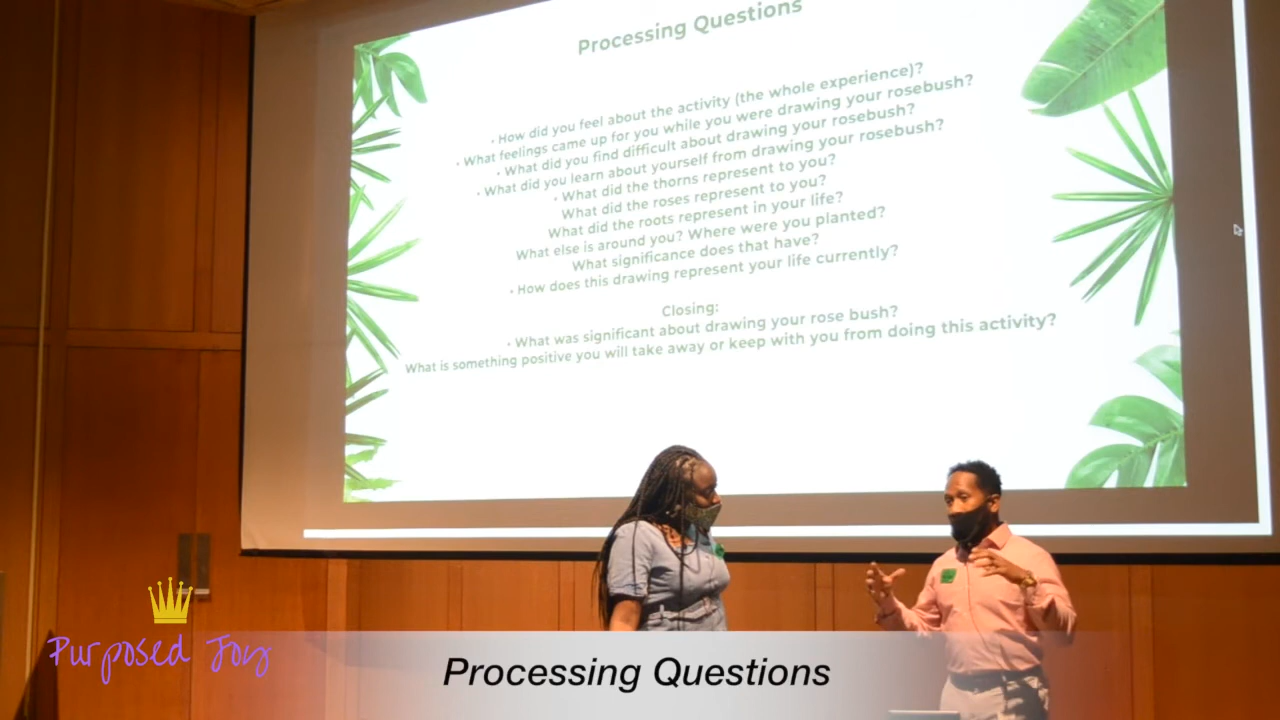 Processing Questions
• How did you feel about the activity (the whole experience)?
• What feelings came up for you while you were drawing your rosebush?
• What did you find difficult about drawing your rosebush?
• What did you learn about yourself from drawing your rosebush?
• What did the thorns represent to you?
What did the roses represent to you?
What did the roots represent in your life?
What else is around you? Where were you planted?
What significance does that have?
• How does this drawing represent your life currently?
Closing:
• What was significant about drawing your rose bush?
What is something positive you will take away or keep with you from doing this activity?
Purposed Joy
Processing Questions